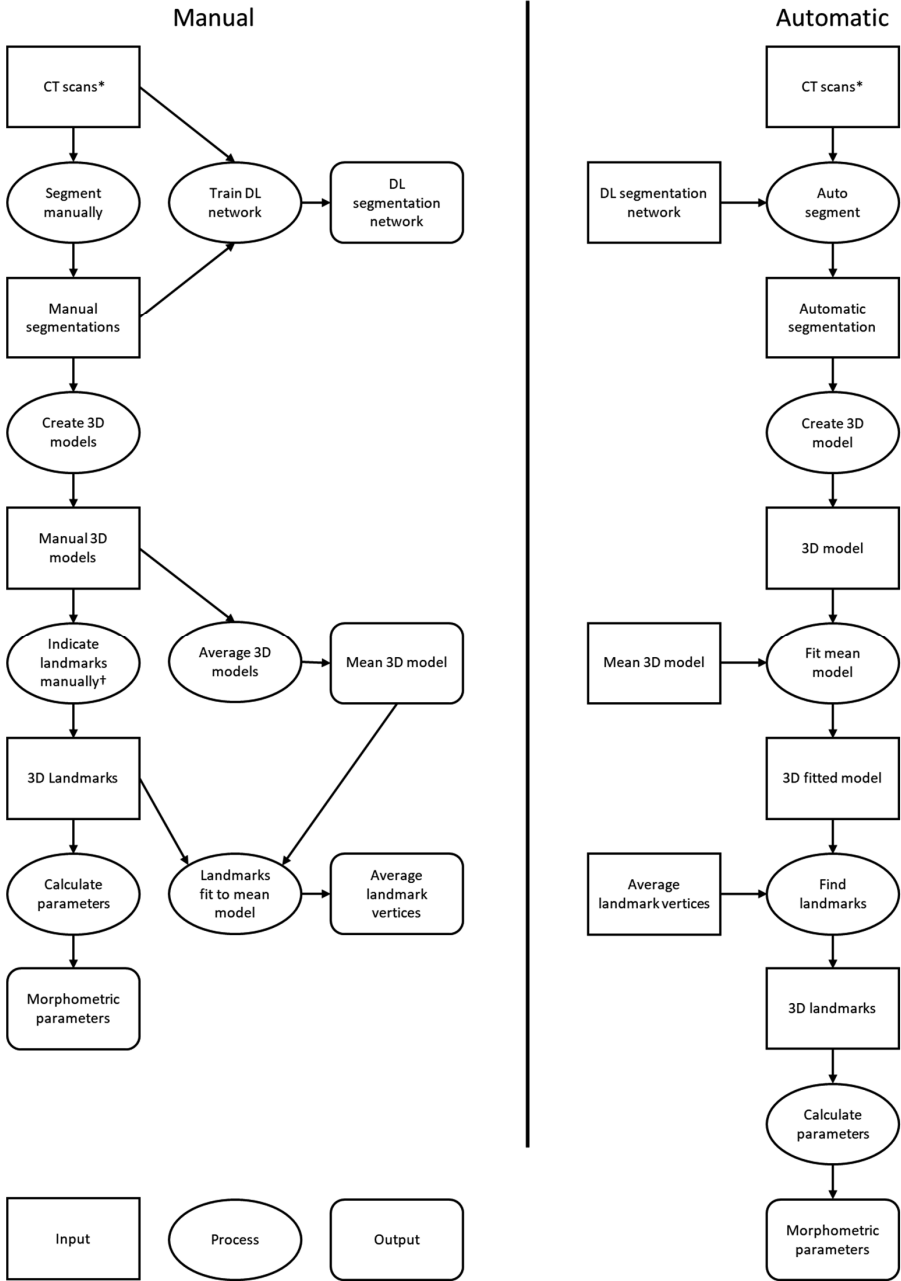 Manual
CT scans*
Segment
manually
Train DL
network
DL
segmentation
network
Manual
segmentations
Create 3D
models
Manual 3D
models
Indicate
landmarks
manually†
Average 3D
models
Mean 3D model
3D Landmarks
Calculate
parameters
Landmarks
fit to mean
model
Average
landmark
vertices
Morphometric
parameters
Input
Process
Output
Automatic
CT scans*
DL segmentation
network
Auto
segment
Automatic
segmentation
Create 3D
model
3D model
Mean 3D model
Fit mean
model
3D fitted model
Average
landmark vertices
Find
landmarks
3D landmarks
Calculate
parameters
Morphometric
parameters